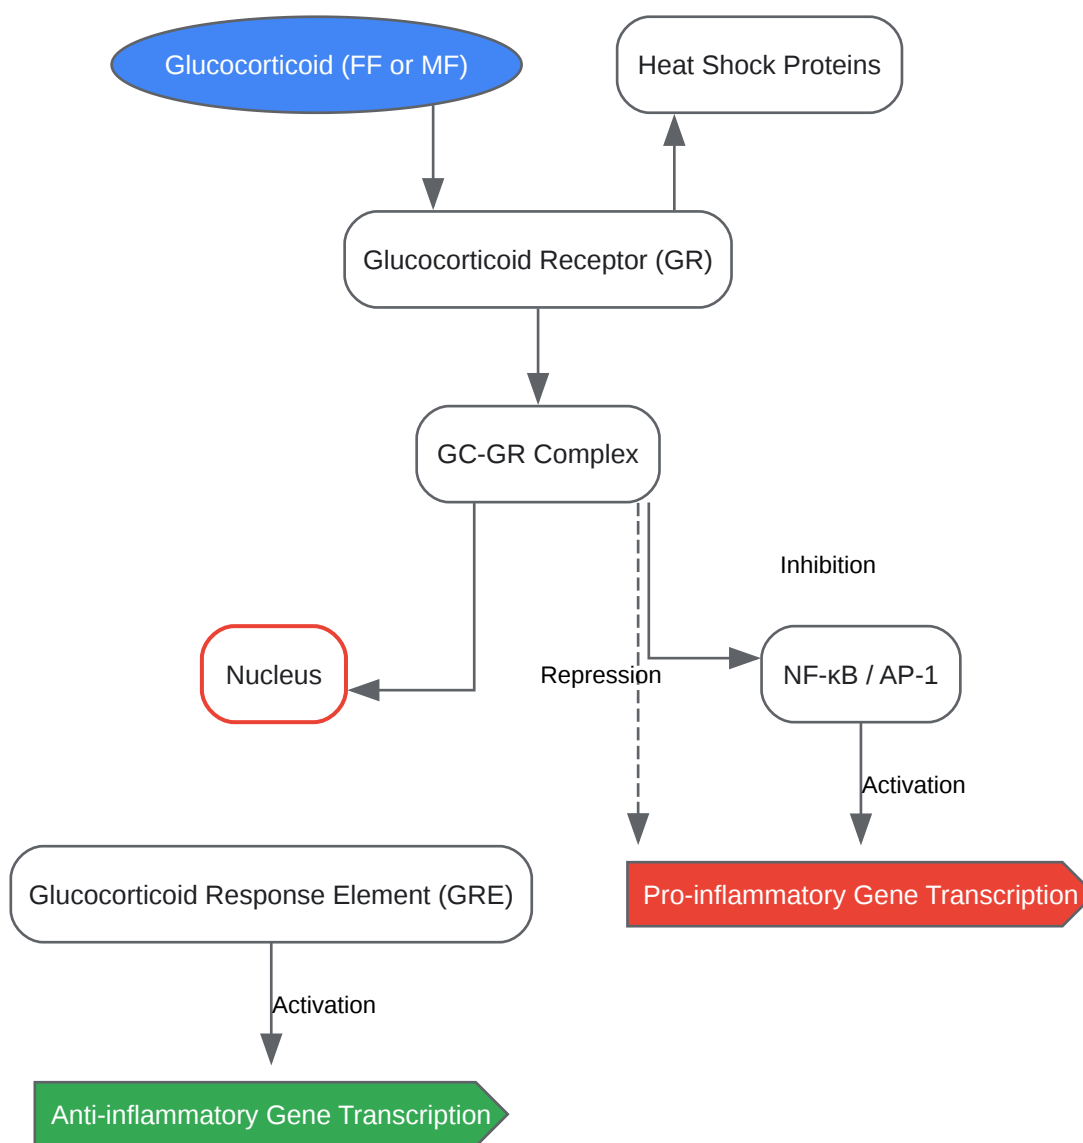 Glucocorticoid (FF or MF)
Heat Shock Proteins
Glucocorticoid Receptor (GR)
GC-GR Complex
Inhibition
Nucleus
Repression
NF-κB / AP-1
Activation
Glucocorticoid Response Element (GRE)
Pro-inflammatory Gene Transcription
Activation
Anti-inflammatory Gene Transcription